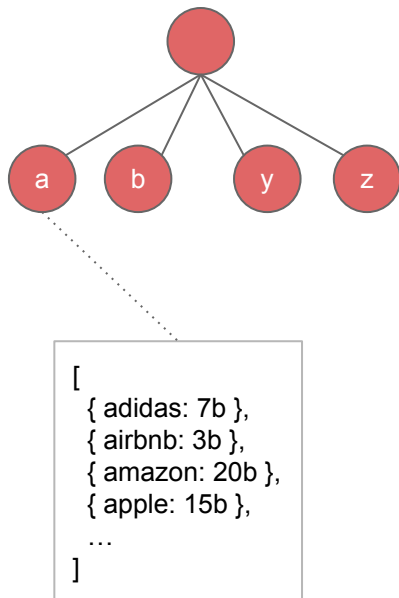 a
b
y
z
[
{ adidas: 7b },
{ airbnb: 3b },
{ amazon: 20b },
{ apple: 15b },
…
]